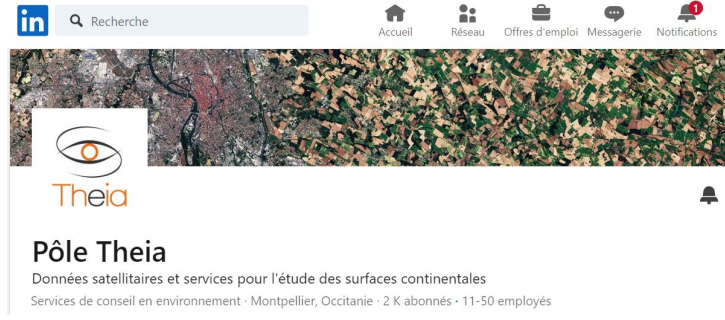 in
Recherche
Accueil
Réseau
Offres d'emploi
Messagerie
1
Notifications
Theia
Pôle Theia
Données satellitaires et services pour l'étude des surfaces continentales
Services de conseil en environnement · Montpellier, Occitanie · 2 K abonnés · 11-50 employés